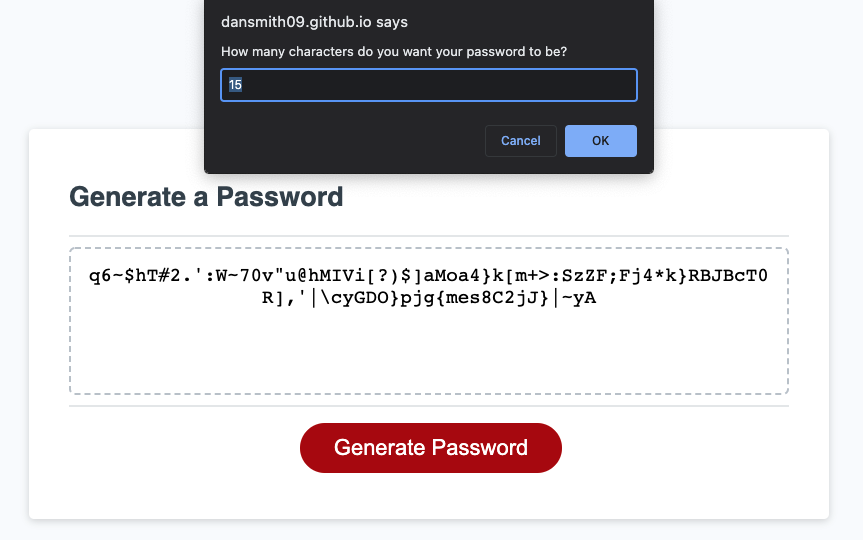 dansmith09.github.io says
How many characters do you want your password to be?
15
Cancel
OK
Generate a Password
q6~$hT#2.':W~70v"u@hMIVi[?)$]aMoa4}k[m+>:SzZF;Fj4*k}RBJBcT0
R],'|\cyGDO}pjg{mes8C2jJ}|~yA
Generate Password